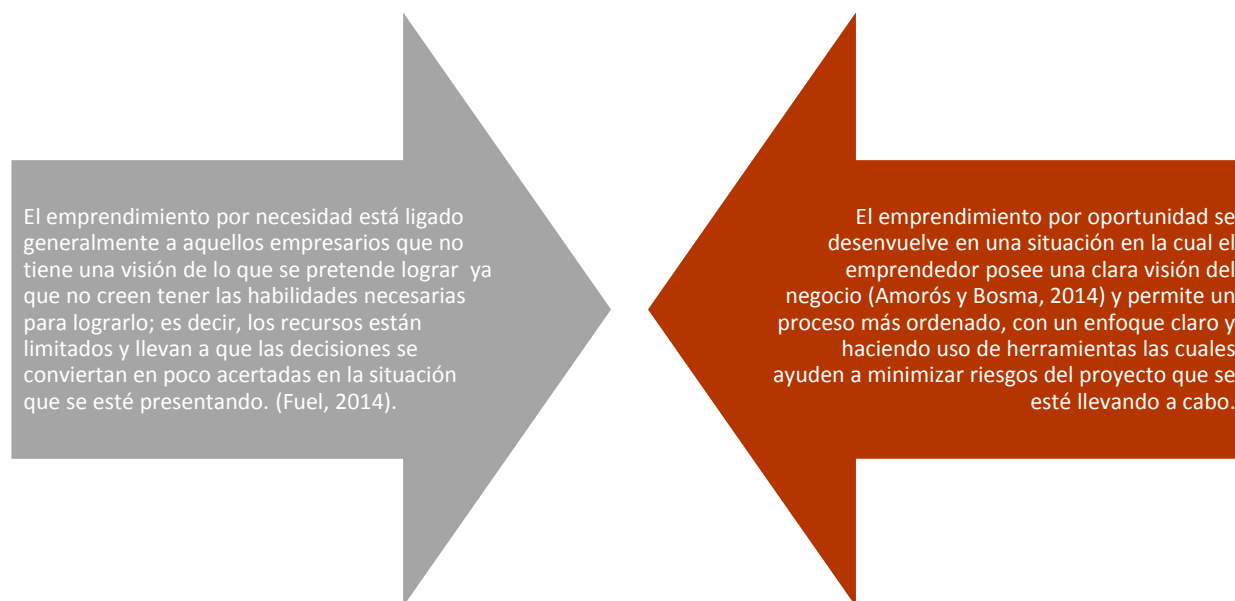 El emprendimiento por necesidad está ligado
generalmente a aquellos empresarios que no
tiene una visión de lo que se pretende lograr  ya
que no creen tener las habilidades necesarias
para lograrlo; es decir, los recursos están
limitados y llevan a que las decisiones se
conviertan en poco acertadas en la situación
que se esté presentando. (Fuel, 2014).
El emprendimiento por oportunidad se
desenvuelve en una situación en la cual el
emprendedor posee una clara visión del
negocio (Amorós y Bosma, 2014) y permite un
proceso más ordenado, con un enfoque claro y
haciendo uso de herramientas las cuales
ayuden a minimizar riesgos del proyecto que se
esté llevando a cabo.